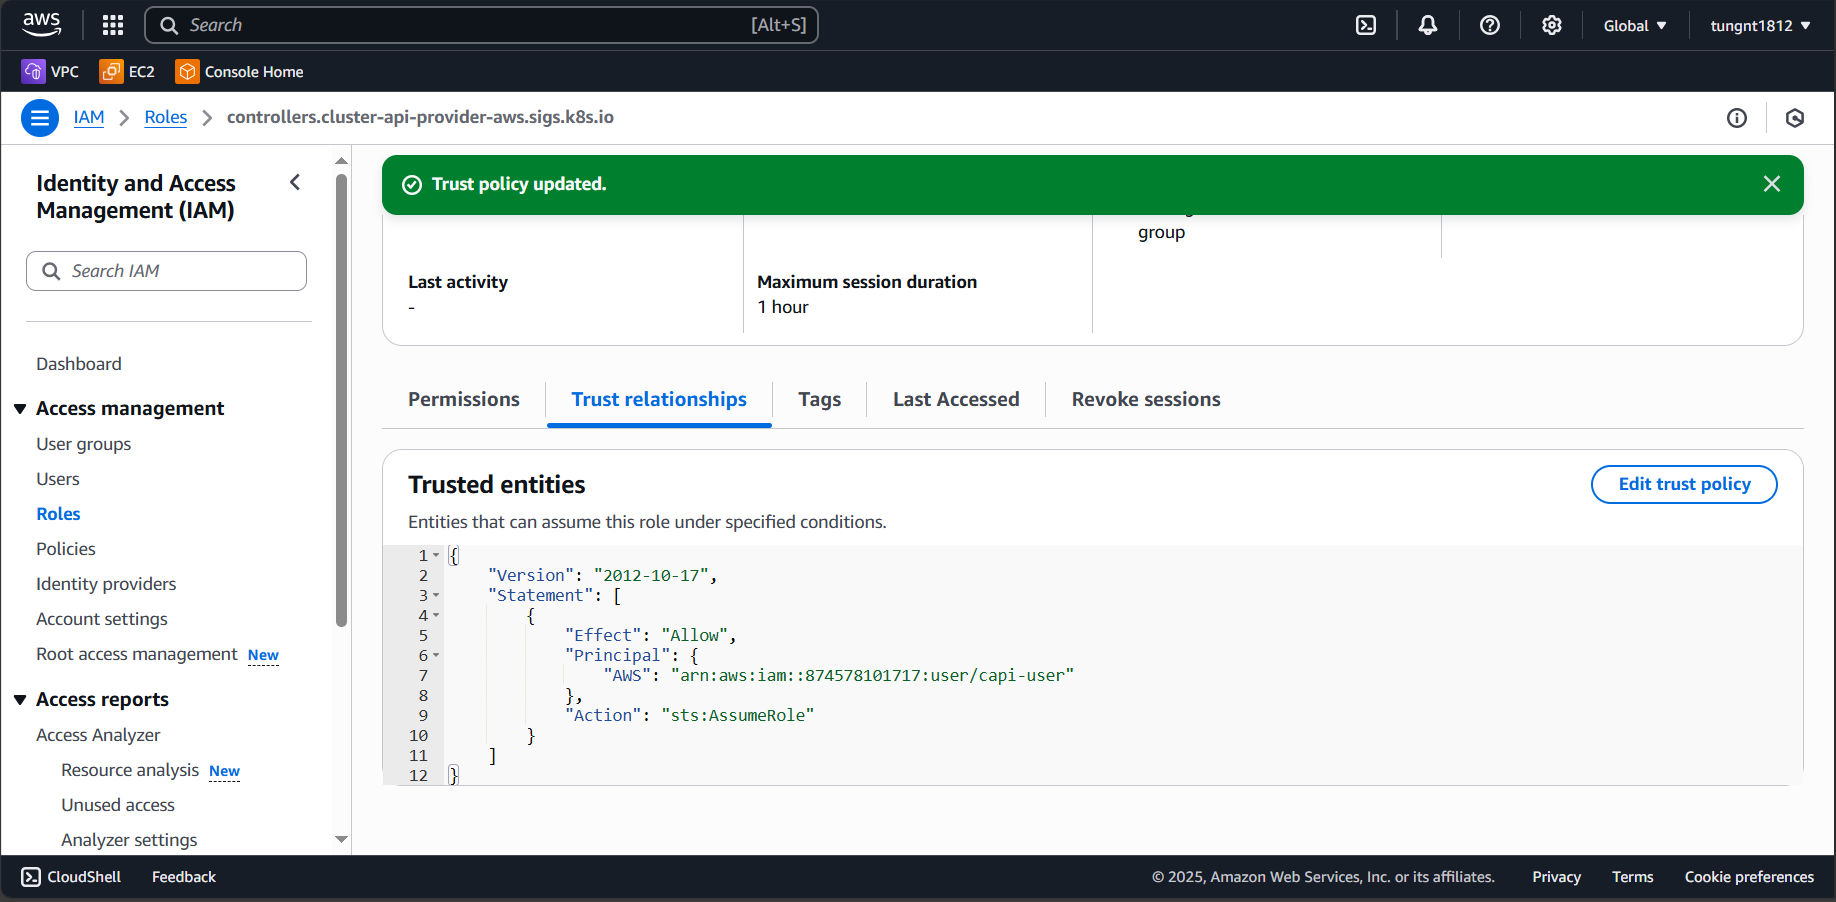 aws
Search [Alt+S]
Global ▼
tungnt1812 ▼
VPC
EC2
Console Home
IAM > Roles > controllers.cluster-api-provider-aws.sigs.k8s.io
Identity and Access
Management (IAM)
Search IAM
Dashboard
Access management
User groups
Users
Roles
Policies
Identity providers
Account settings
Root access management New
Access reports
Access Analyzer
Resource analysis New
Unused access
Analyzer settings
Trust policy updated.
group
Last activity
-
Maximum session duration
1 hour
Permissions
Trust relationships
Tags
Last Accessed
Revoke sessions
Trusted entities
Edit trust policy
Entities that can assume this role under specified conditions.
1 {
2 "Version": "2012-10-17",
3 "Statement": [
4 {
5 "Effect": "Allow",
6 "Principal": {
7 "AWS": "arn:aws:iam::874578101717:user/capi-user"
8 },
9 "Action": "sts:AssumeRole"
10 }
11 ]
12 }
CloudShell
Feedback
© 2025, Amazon Web Services, Inc. or its affiliates.
Privacy
Terms
Cookie preferences